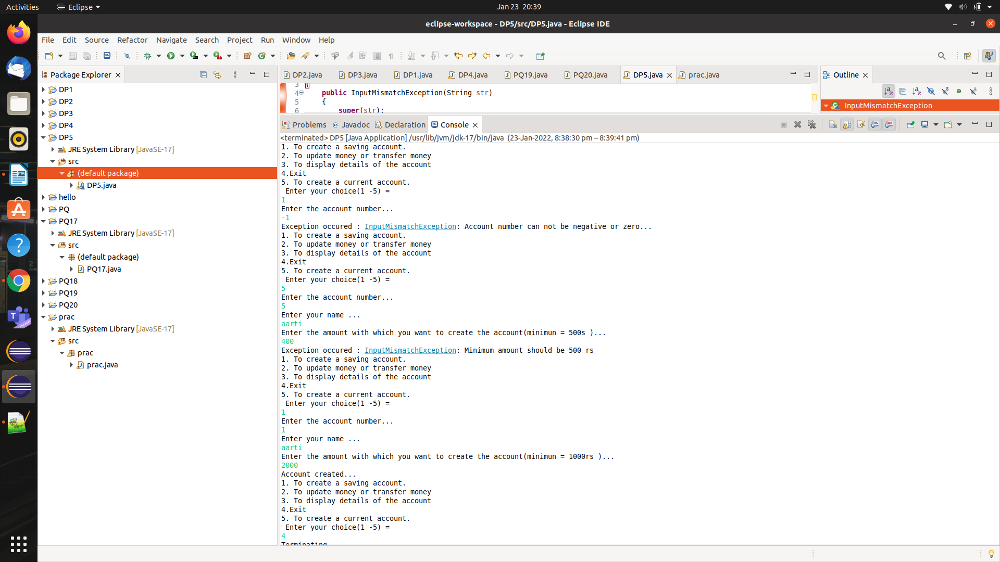 Activities
Eclipse
Jan 23 20:39
eclipse-workspace - DP5/src/DP5.java - Eclipse IDE
File Edit Source Refactor Navigate Search Project Run Window Help
Package Explorer
DP1
DP2
DP3
DP4
DP5
JRE System Library [JavaSE-17]
src
(default package)
DP5.java
hello
PQ
PQ17
JRE System Library [JavaSE-17]
src
(default package)
PQ17.java
PQ18
PQ19
PQ20
prac
JRE System Library [JavaSE-17]
src
prac
prac.java
DP2.java DP3.java DP1.java DP4.java PQ19.java PQ20.java DP5.java prac.java
3 {
4 public InputMismatchException(String str)
5 {
6 super(str);
Outline
InputMismatchException
Problems Javadoc Declaration Console
<terminated> DP5 [Java Application] /usr/lib/jvm/jdk-17/bin/java (23-Jan-2022, 8:38:30 pm – 8:39:41 pm)
1. To create a saving account.
2. To update money or transfer money
3. To display details of the account
4.Exit
5. To create a current account.
Enter your choice(1 -5) =
1
Enter the account number...
-1
Exception occured : InputMismatchException: Account number can not be negative or zero...
1. To create a saving account.
2. To update money or transfer money
3. To display details of the account
4.Exit
5. To create a current account.
Enter your choice(1 -5) =
5
Enter the account number...
5
Enter your name ...
aarti
Enter the amount with which you want to create the account(minimun = 500s )...
400
Exception occured : InputMismatchException: Minimum amount should be 500 rs
1. To create a saving account.
2. To update money or transfer money
3. To display details of the account
4.Exit
5. To create a current account.
Enter your choice(1 -5) =
1
Enter the account number...
1
Enter your name ...
aarti
Enter the amount with which you want to create the account(minimun = 1000rs )...
2000
Account created...
1. To create a saving account.
2. To update money or transfer money
3. To display details of the account
4.Exit
5. To create a current account.
Enter your choice(1 -5) =
4
Terminating